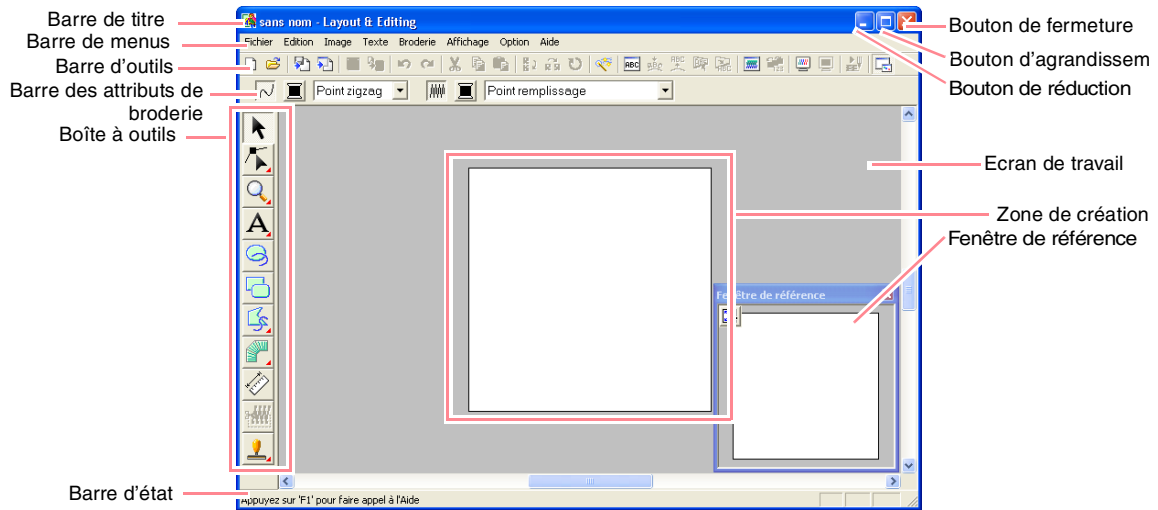 Barre de titre
Barre de menus
Barre d'outils
Barre des attributs de
broderie
Boîte à outils
Barre d'état
sans nom - Layout & Editing
Fichier Edition Image Texte Broderie Affichage Option Aide
ABC ABC ABC
Point zigzag Point remplissage
A
Fenêtre de référence
Appuyez sur 'F1' pour faire appel à l'Aide
Bouton de fermeture
Bouton d'agrandissem
Bouton de réduction
Ecran de travail
Zone de création
Fenêtre de référence